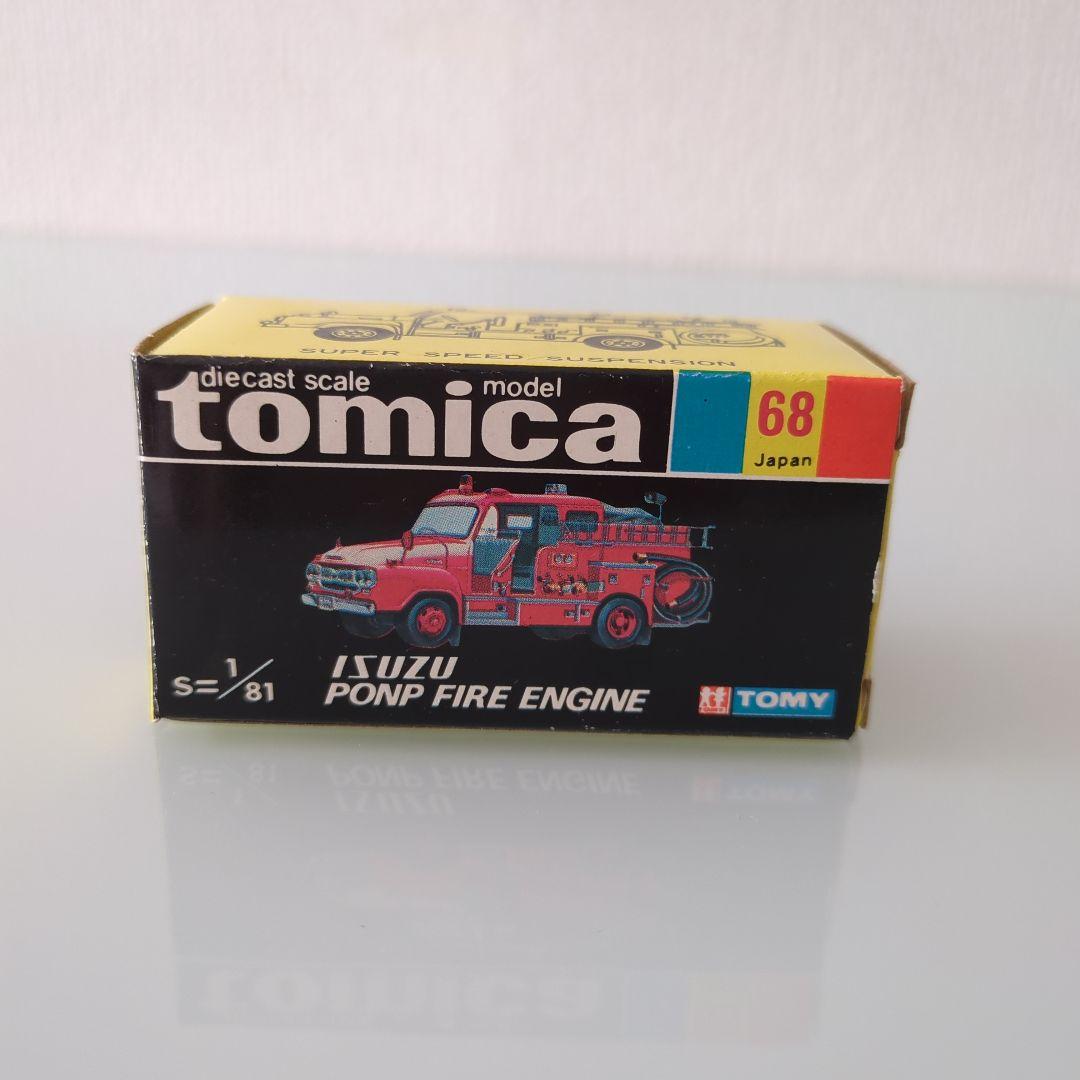 SUPER SPEED SUSPENSION
diecast scale model
tomica
68
Japan
S=1/81
ISUZU
PONP FIRE ENGINE
TOMY